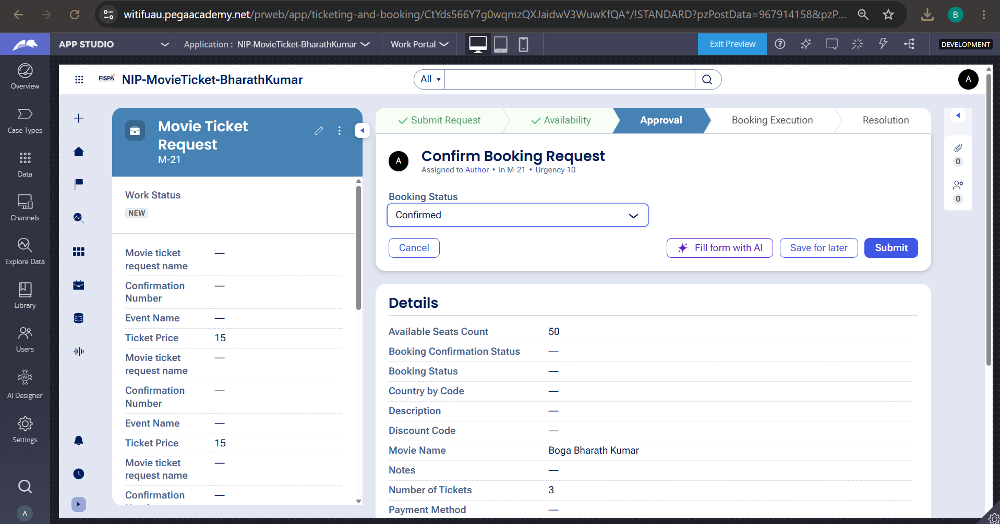 witifuau.pegaacademy.net/prweb/app/ticketing-and-booking/CtYds566Y7g0wqmzQXJaidwV3WuwKfQA*/!STANDARD?pzPostData=967914158&pzP...
B
APP STUDIO
Application : NIP-MovieTicket-BharathKumar
Work Portal
Exit Preview
DEVELOPMENT
Overview
Case Types
Data
Channels
Explore Data
Library
Users
AI
AI Designer
Settings
A
FISPA
NIP-MovieTicket-BharathKumar
All
A
Movie Ticket
Request
M-21
Work Status
NEW
Movie ticket
request name
—
Confirmation
Number
—
Event Name
—
Ticket Price
15
Movie ticket
request name
—
Confirmation
Number
—
Event Name
—
Ticket Price
15
Movie ticket
request name
—
Confirmation
—
Submit Request
Availability
Approval
Booking Execution
Resolution
A
Confirm Booking Request
Assigned to Author • In M-21 • Urgency 10
Booking Status
Confirmed
Cancel
Fill form with AI
Save for later
Submit
0
0
Details
Available Seats Count
50
Booking Confirmation Status
—
Booking Status
—
Country by Code
—
Description
—
Discount Code
—
Movie Name
Boga Bharath Kumar
Notes
—
Number of Tickets
3
Payment Method
—